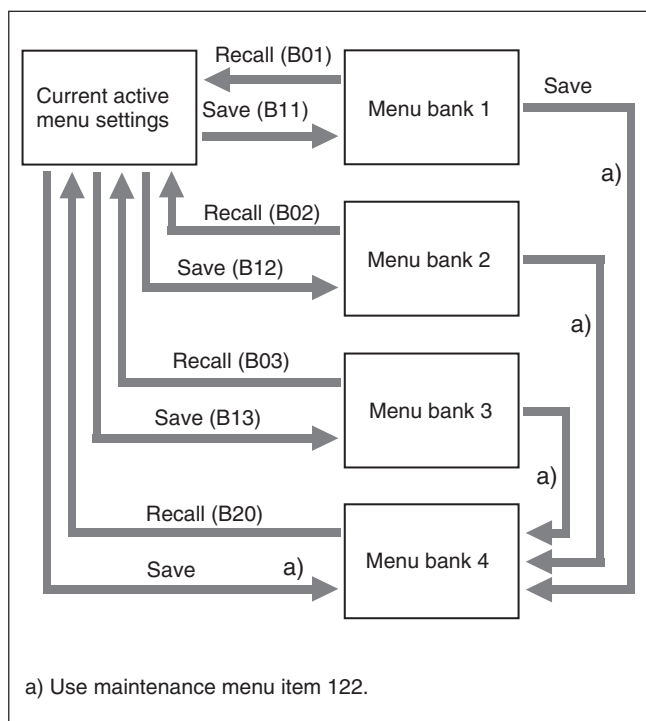 Recall (B01)
Current active
menu settings
Save (B11)
Menu bank 1
Save
a)
Recall (B02)
Save (B12)
Menu bank 2
a)
Recall (B03)
Save (B13)
Menu bank 3
a)
Recall (B20)
Save
a)
Menu bank 4
a) Use maintenance menu item 122.